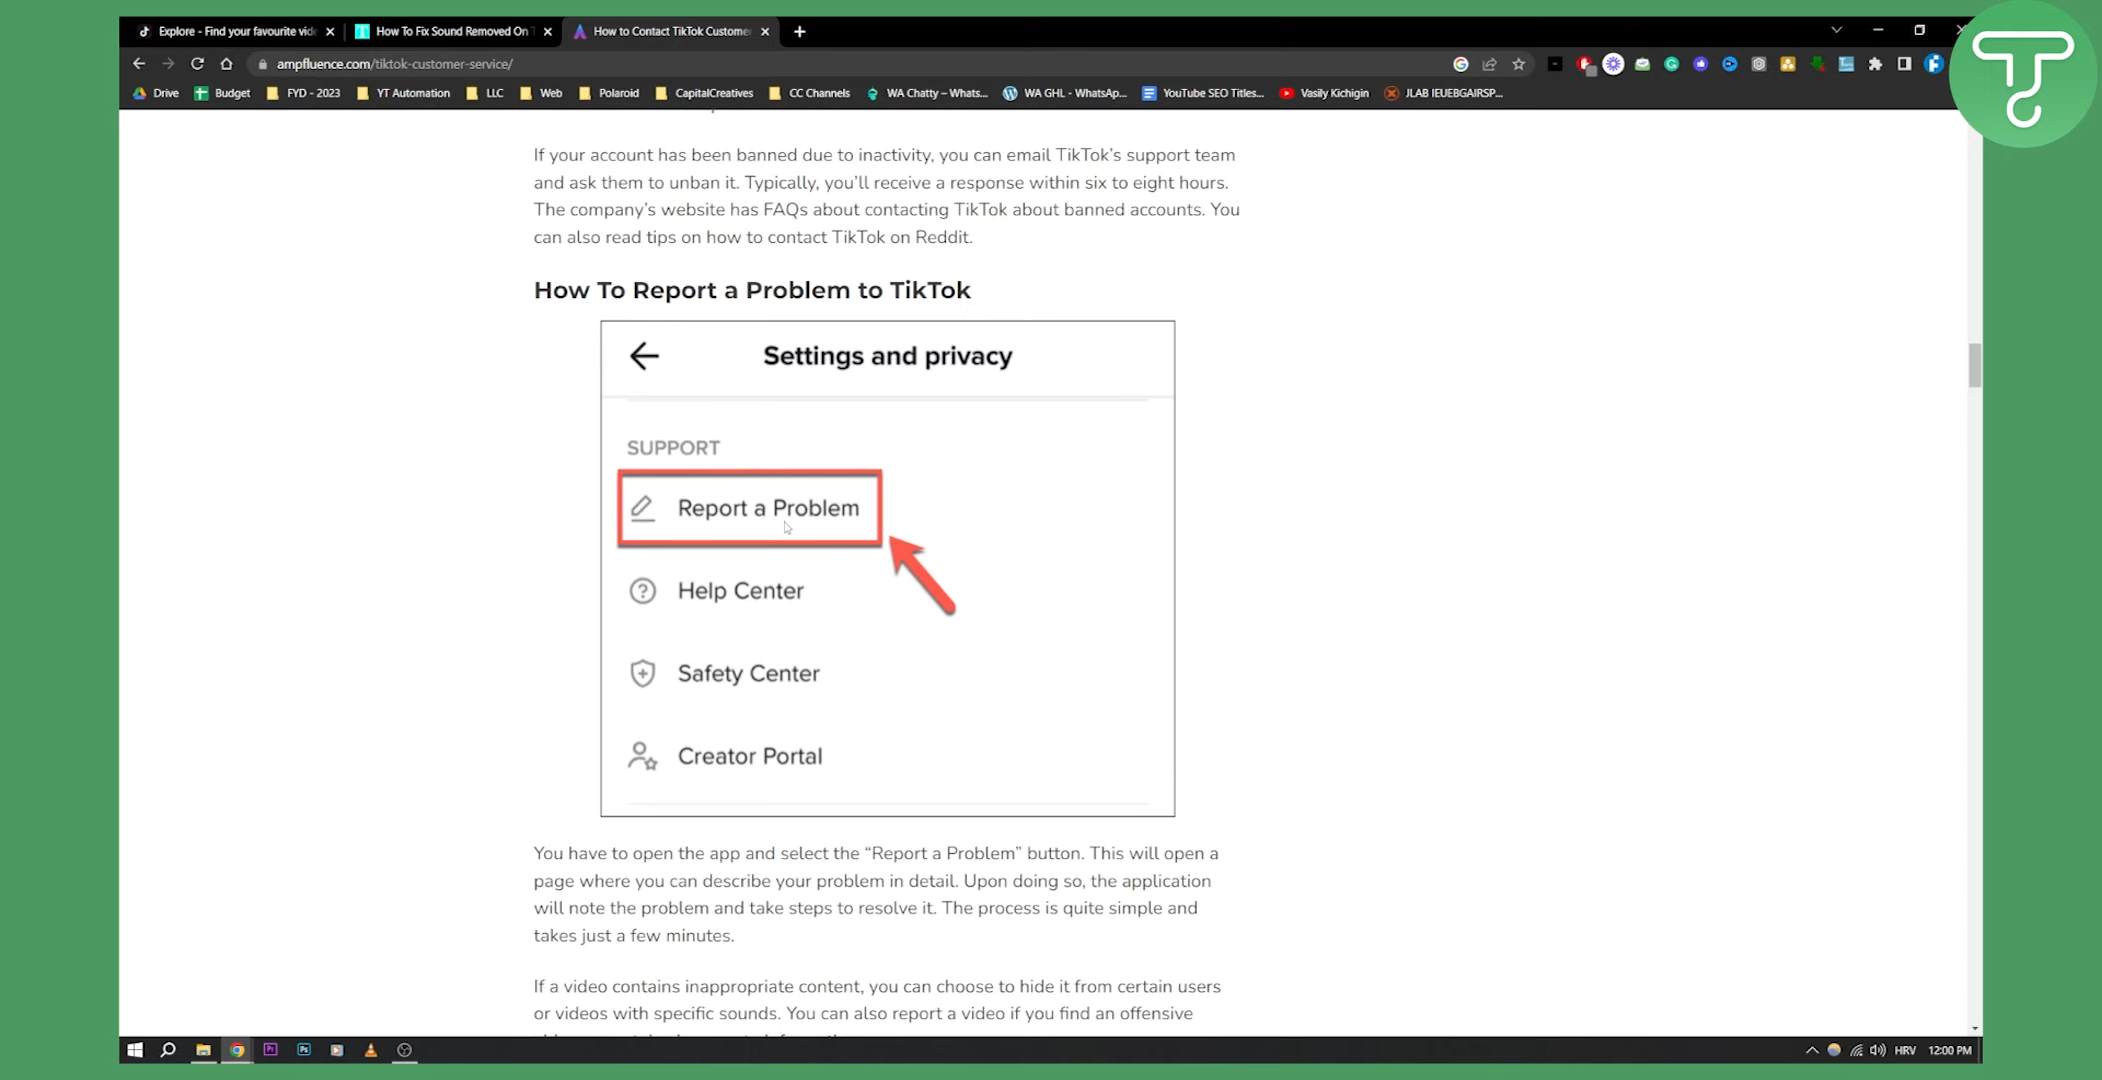 Explore - Find your favourite vide
How To Fix Sound Removed On T
How to Contact TikTok Custome
ampfluence.com/tiktok-customer-service/
Drive
Budget
FYD - 2023
YT Automation
LLC
Web
Polaroid
CapitalCreatives
CC Channels
WA Chatty – Whats...
WA GHL - WhatsAp...
YouTube SEO Titles...
Vasily Kichigin
JLAB IEUEBGAIRSP...
If your account has been banned due to inactivity, you can email TikTok’s support team
and ask them to unban it. Typically, you’ll receive a response within six to eight hours.
The company’s website has FAQs about contacting TikTok about banned accounts. You
can also read tips on how to contact TikTok on Reddit.
How To Report a Problem to TikTok
Settings and privacy
SUPPORT
Report a Problem
Help Center
Safety Center
Creator Portal
You have to open the app and select the “Report a Problem” button. This will open a
page where you can describe your problem in detail. Upon doing so, the application
will note the problem and take steps to resolve it. The process is quite simple and
takes just a few minutes.
If a video contains inappropriate content, you can choose to hide it from certain users
or videos with specific sounds. You can also report a video if you find an offensive
HRV
12:00 PM